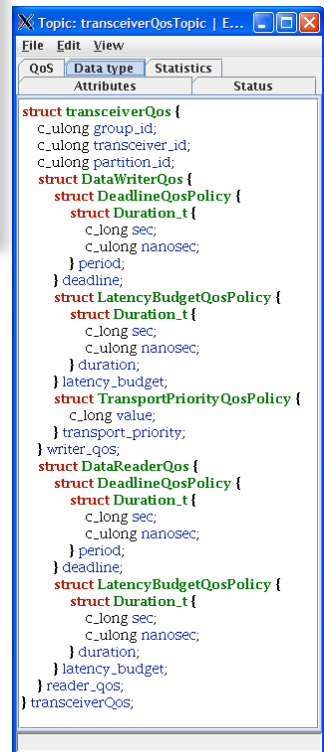 Topic: transceiverQosTopic | E...
File Edit View
QoS Data type Statistics
Attributes Status
struct transceiverQos {
c_ulong group_id;
c_ulong transceiver_id;
c_ulong partition_id;
struct DataWriterQos {
struct DeadlineQosPolicy {
struct Duration_t {
c_long sec;
c_ulong nanosec;
} period;
} deadline;
struct LatencyBudgetQosPolicy {
struct Duration_t {
c_long sec;
c_ulong nanosec;
} duration;
} latency_budget;
struct TransportPriorityQosPolicy {
c_long value;
} transport_priority;
} writer_qos;
struct DataReaderQos {
struct DeadlineQosPolicy {
struct Duration_t {
c_long sec;
c_ulong nanosec;
} period;
} deadline;
struct LatencyBudgetQosPolicy {
struct Duration_t {
c_long sec;
c_ulong nanosec;
} duration;
} latency_budget;
} reader_qos;
} transceiverQos;